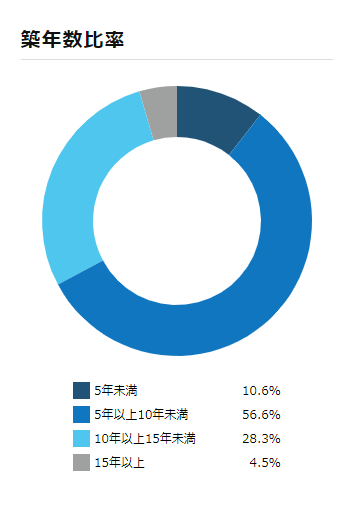 築年数比率
5年未満 10.6%
5年以上10年未満 56.6%
10年以上15年未満 28.3%
15年以上 4.5%